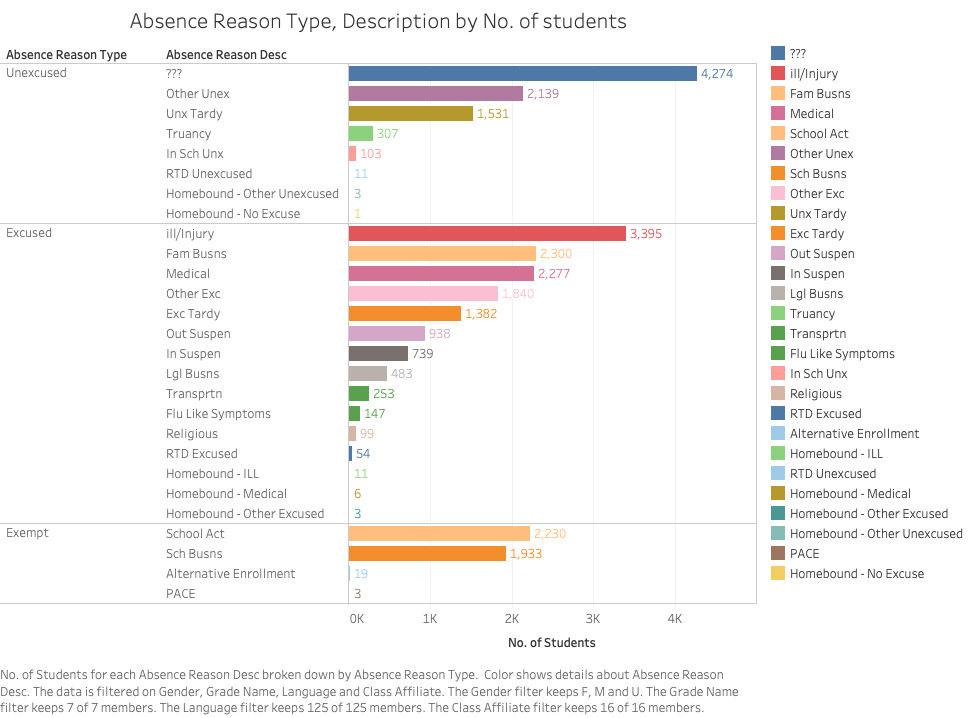 Absence Reason Type, Description by No. of students
Absence Reason Type Absence Reason Desc
Unexcused ??? 4,274
Other Unex 2,139
Unx Tardy 1,531
Truancy 307
In Sch Unx 103
RTD Unexcused 11
Homebound - Other Unexcused 3
Homebound - No Excuse 1
Excused ill/Injury 3,395
Fam Busns 2,300
Medical 2,277
Other Exc 1,840
Exc Tardy 1,382
Out Suspen 938
In Suspen 739
Lgl Busns 483
Transprtn 253
Flu Like Symptoms 147
Religious 99
RTD Excused 54
Homebound - ILL 11
Homebound - Medical 6
Homebound - Other Excused 3
Exempt School Act 2,230
Sch Busns 1,933
Alternative Enrollment 19
PACE 3
0K 1K 2K 3K 4K
No. of Students
???
ill/Injury
Fam Busns
Medical
School Act
Other Unex
Sch Busns
Other Exc
Unx Tardy
Exc Tardy
Out Suspen
In Suspen
Lgl Busns
Truancy
Transprtn
Flu Like Symptoms
In Sch Unx
Religious
RTD Excused
Alternative Enrollment
Homebound - ILL
RTD Unexcused
Homebound - Medical
Homebound - Other Excused
Homebound - Other Unexcused
PACE
Homebound - No Excuse
No. of Students for each Absence Reason Desc broken down by Absence Reason Type. Color shows details about Absence Reason
Desc. The data is filtered on Gender, Grade Name, Language and Class Affiliate. The Gender filter keeps F, M and U. The Grade Name
filter keeps 7 of 7 members. The Language filter keeps 125 of 125 members. The Class Affiliate filter keeps 16 of 16 members.